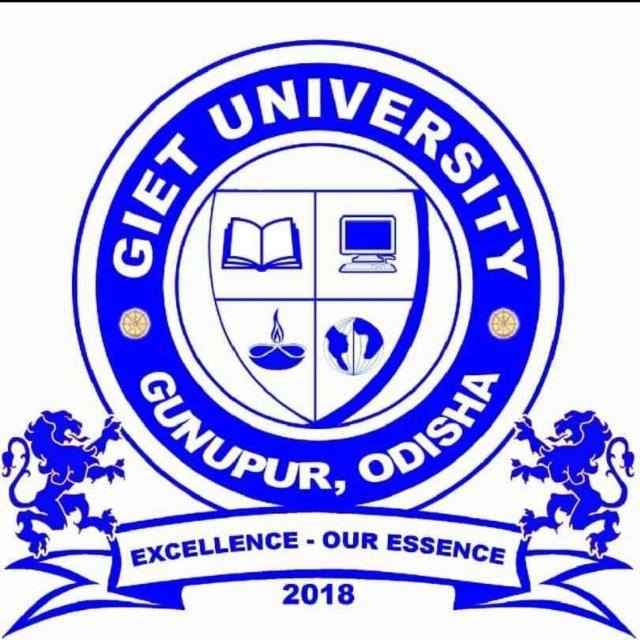 GIET UNIVERSITY
GUNUPUR, ODISHA
EXCELLENCE - OUR ESSENCE
2018